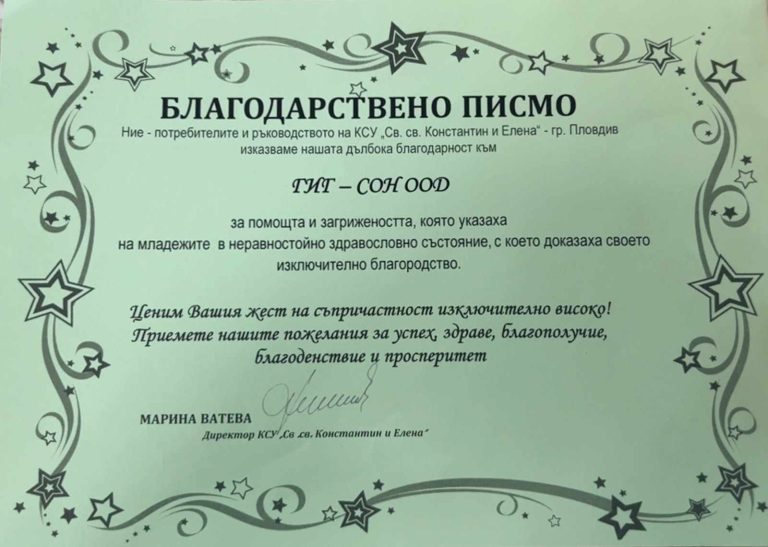 БЛАГОДАРСТВЕНО ПИСМО
Ние - потребителите и ръководството на КСУ „Св. св. Константин и Елена“ - гр. Пловдив
изказваме нашата дълбока благодарност към
ГИГ – СОН ООД
за помощта и загрижеността, която указаха
на младежите в неравностойно здравословно състояние, с което доказаха своето
изключително благородство.
Ценим Вашия жест на съпричастност изключително високо!
Приемете нашите пожелания за успех, здраве, благополучие,
благоденствие и просперитет
МАРИНА ВАТЕВА
Директор КСУ „Св .св. Константин и Елена“